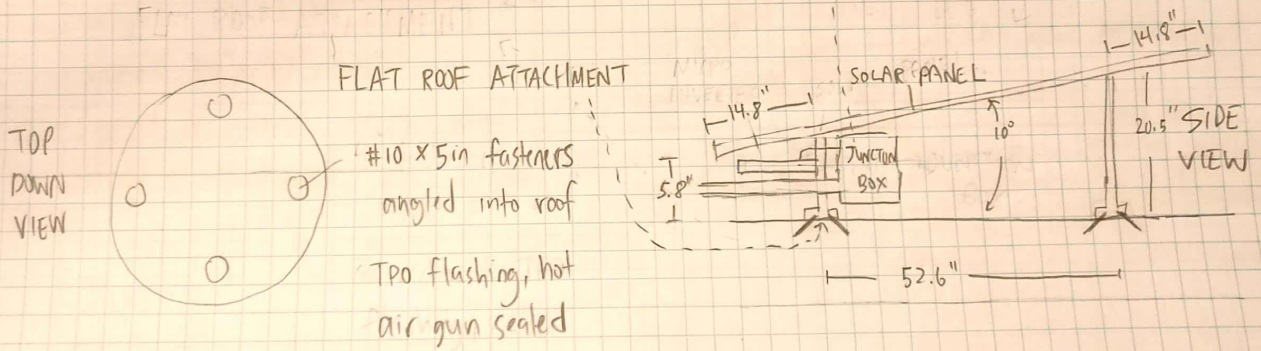 FLAT ROOF ATTACHMENT
TOP
DOWN
VIEW
#10 X 5in fasteners
angled into roof
TPO flashing, hot
air gun sealed
14.8"
SOLAR PANEL
14.8"
10°
20.5"
SIDE
VIEW
5.8"
JUNCTION
BOX
52.6"